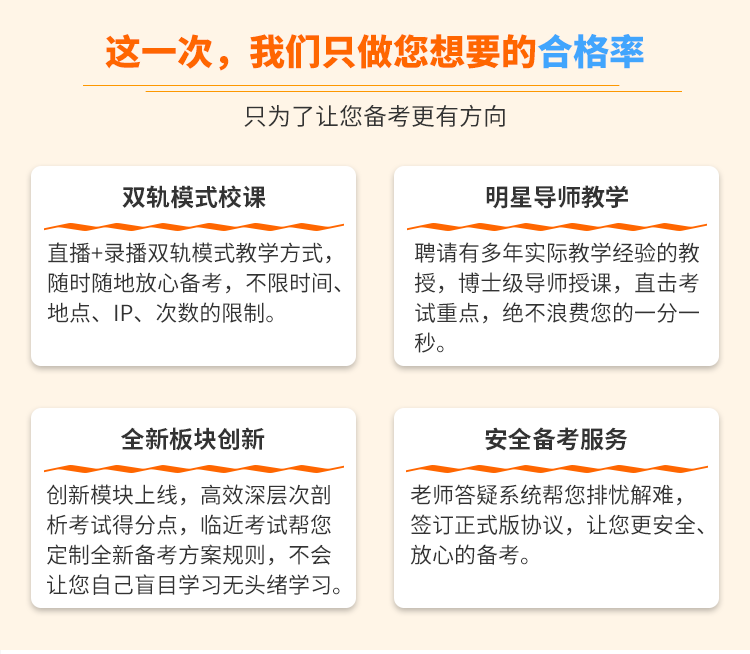 这一次，我们只做您想要的合格率
只为了让您备考更有方向
双轨模式校课
直播+录播双轨模式教学方式，
随时随地放心备考，不限时间、
地点、IP、次数的限制。
明星导师教学
聘请有多年实际教学经验的教
授，博士级导师授课，直击考
试重点，绝不浪费您的一分一
秒。
全新板块创新
创新模块上线，高效深层次剖
析考试得分点，临近考试帮您
定制全新备考方案规则，不会
让您自己盲目学习无头绪学习。
安全备考服务
老师答疑系统帮您排忧解难，
签订正式版协议，让您更安全、
放心的备考。